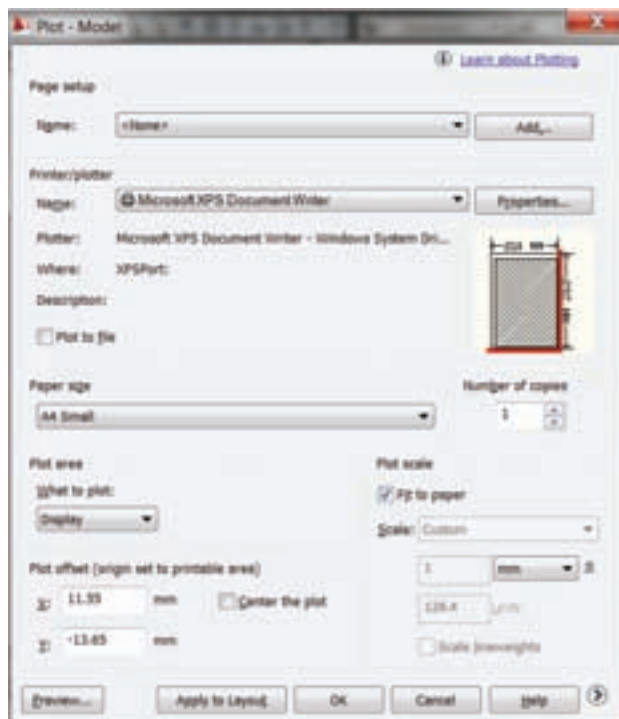 Plot - Model
Learn about Plotting
Page setup
Name: <None> Add...
Printer/plotter
Name: Microsoft XPS Document Writer Properties...
Plotter: Microsoft XPS Document Writer - Windows System Dri...
Where: XPSPort:
Description:
Plot to file
Paper size
Number of copies
A4 Small
1
Plot area
What to plot:
Display
Plot scale
Fit to paper
Scale: Custom
1 mm
Plot offset (origin set to printable area)
X: 11.55 mm
Center the plot
Y: -13.65 mm
Scale lineweights
Preview... Apply to Layout OK Cancel Help